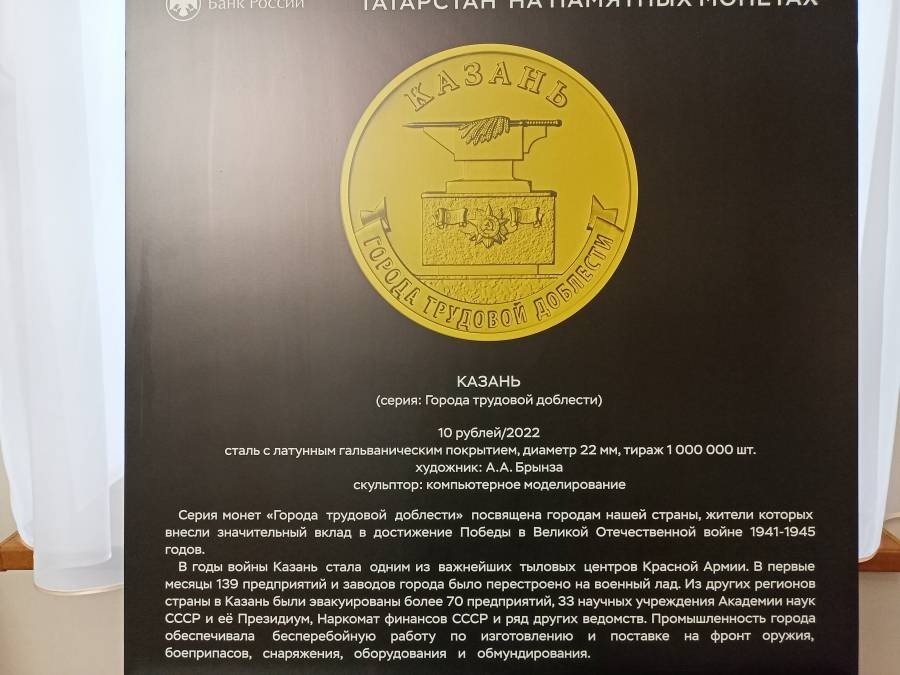 Банк России
ТАТАРСТАН НА ПАМЯТНЫХ МОНЕТАХ
КАЗАНЬ
ГОРОДА ТРУДОВОЙ ДОБЛЕСТИ
КАЗАНЬ
(серия: Города трудовой доблести)
10 рублей/2022
сталь с латунным гальваническим покрытием, диаметр 22 мм, тираж 1 000 000 шт.
художник: А.А. Брынза
скульптор: компьютерное моделирование
Серия монет «Города трудовой доблести» посвящена городам нашей страны, жители которых
внесли значительный вклад в достижение Победы в Великой Отечественной войне 1941-1945
годов.
В годы войны Казань стала одним из важнейших тыловых центров Красной Армии. В первые
месяцы 139 предприятий и заводов города было перестроено на военный лад. Из других регионов
страны в Казань были эвакуированы более 70 предприятий, 33 научных учреждения Академии наук
СССР и её Президиум, Наркомат финансов СССР и ряд других ведомств. Промышленность города
обеспечивала бесперебойную работу по изготовлению и поставке на фронт оружия,
боеприпасов, снаряжения, оборудования и обмундирования.